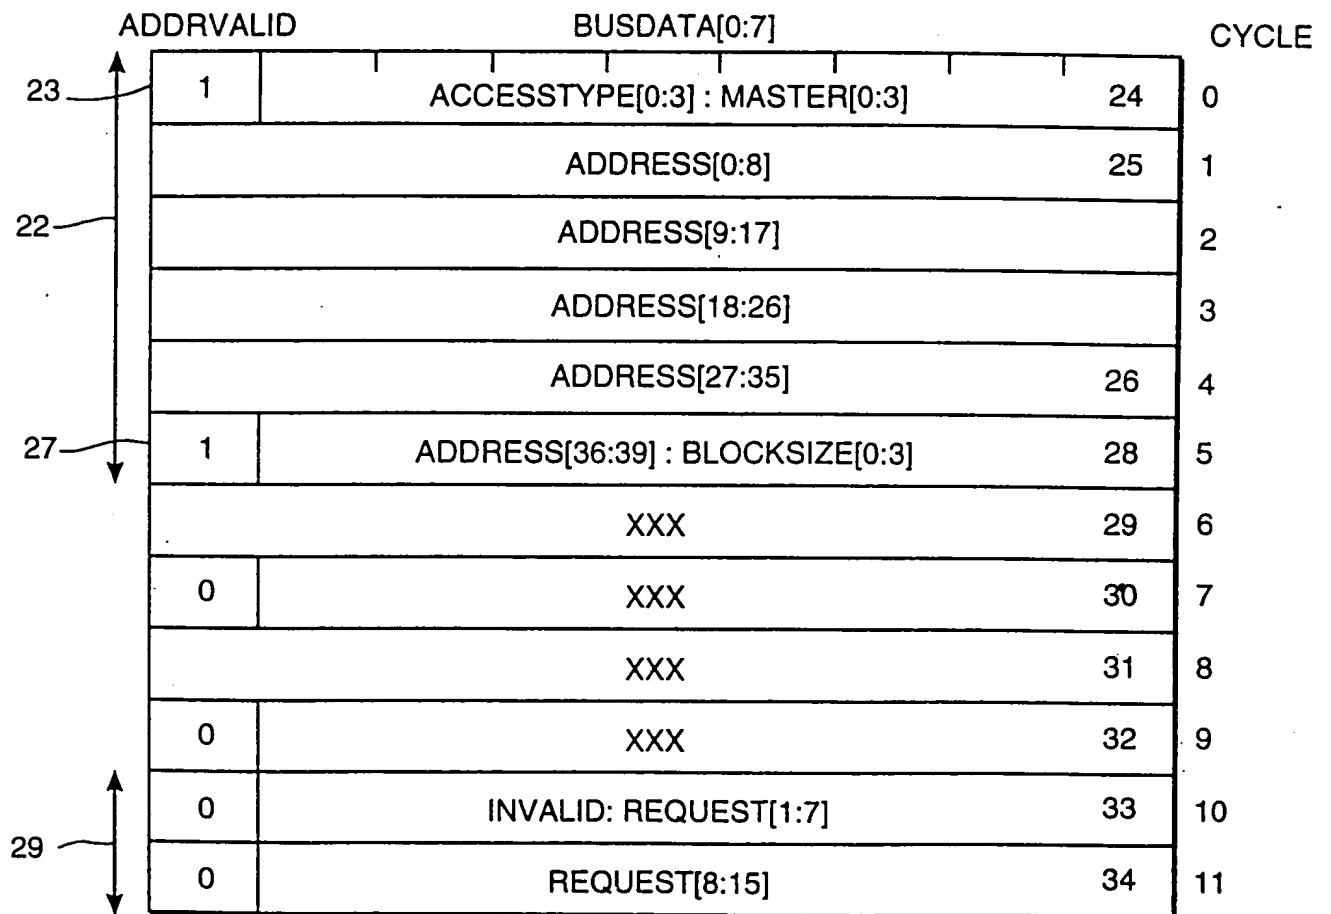 ADDRVALID BUSDATA[0:7] CYCLE
23 1 ACCESSTYPE[0:3] : MASTER[0:3] 24 0
ADDRESS[0:8] 25 1
22 ADDRESS[9:17] 2
ADDRESS[18:26] 3
ADDRESS[27:35] 26 4
27 1 ADDRESS[36:39] : BLOCKSIZE[0:3] 28 5
XXX 29 6
0 XXX 30 7
XXX 31 8
0 XXX 32 9
0 INVALID: REQUEST[1:7] 33 10
29 0 REQUEST[8:15] 34 11